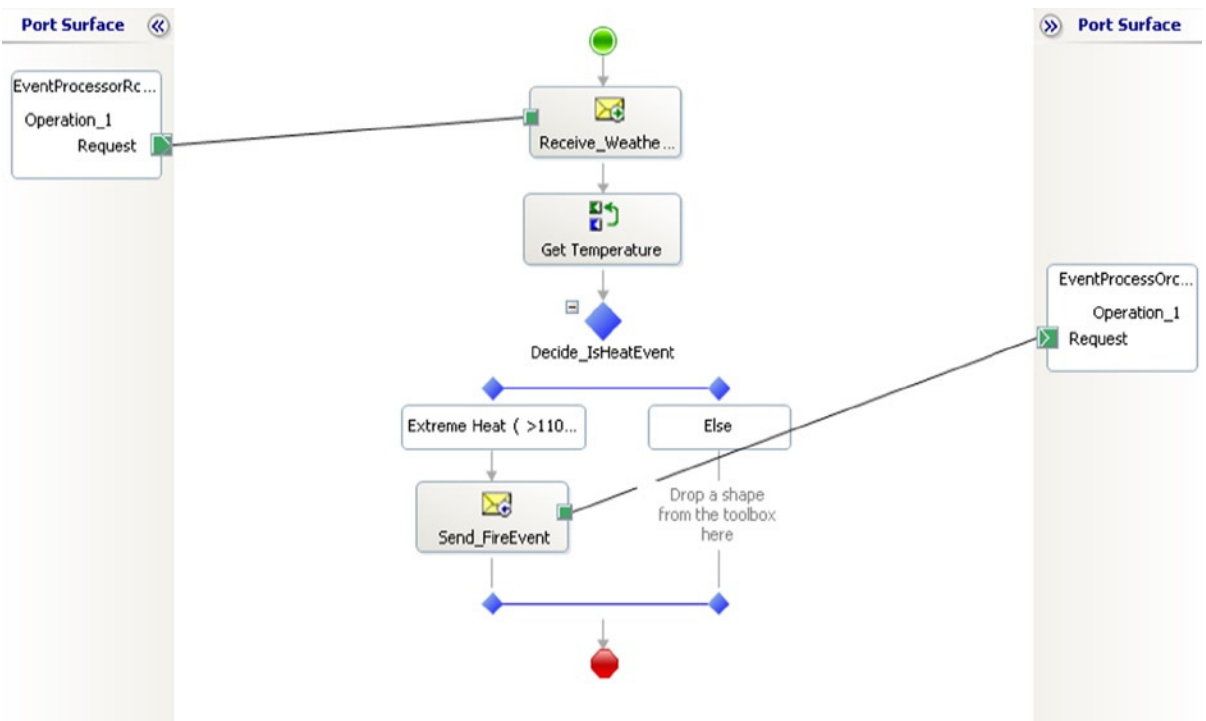 Port Surface
EventProcessorRc...
Operation_1
Request
Receive_Weathe...
Get Temperature
Decide_IsHeatEvent
Extreme Heat ( >110...
Else
Send_FireEvent
Drop a shape
from the toolbox
here
Port Surface
EventProcessOrc...
Operation_1
Request